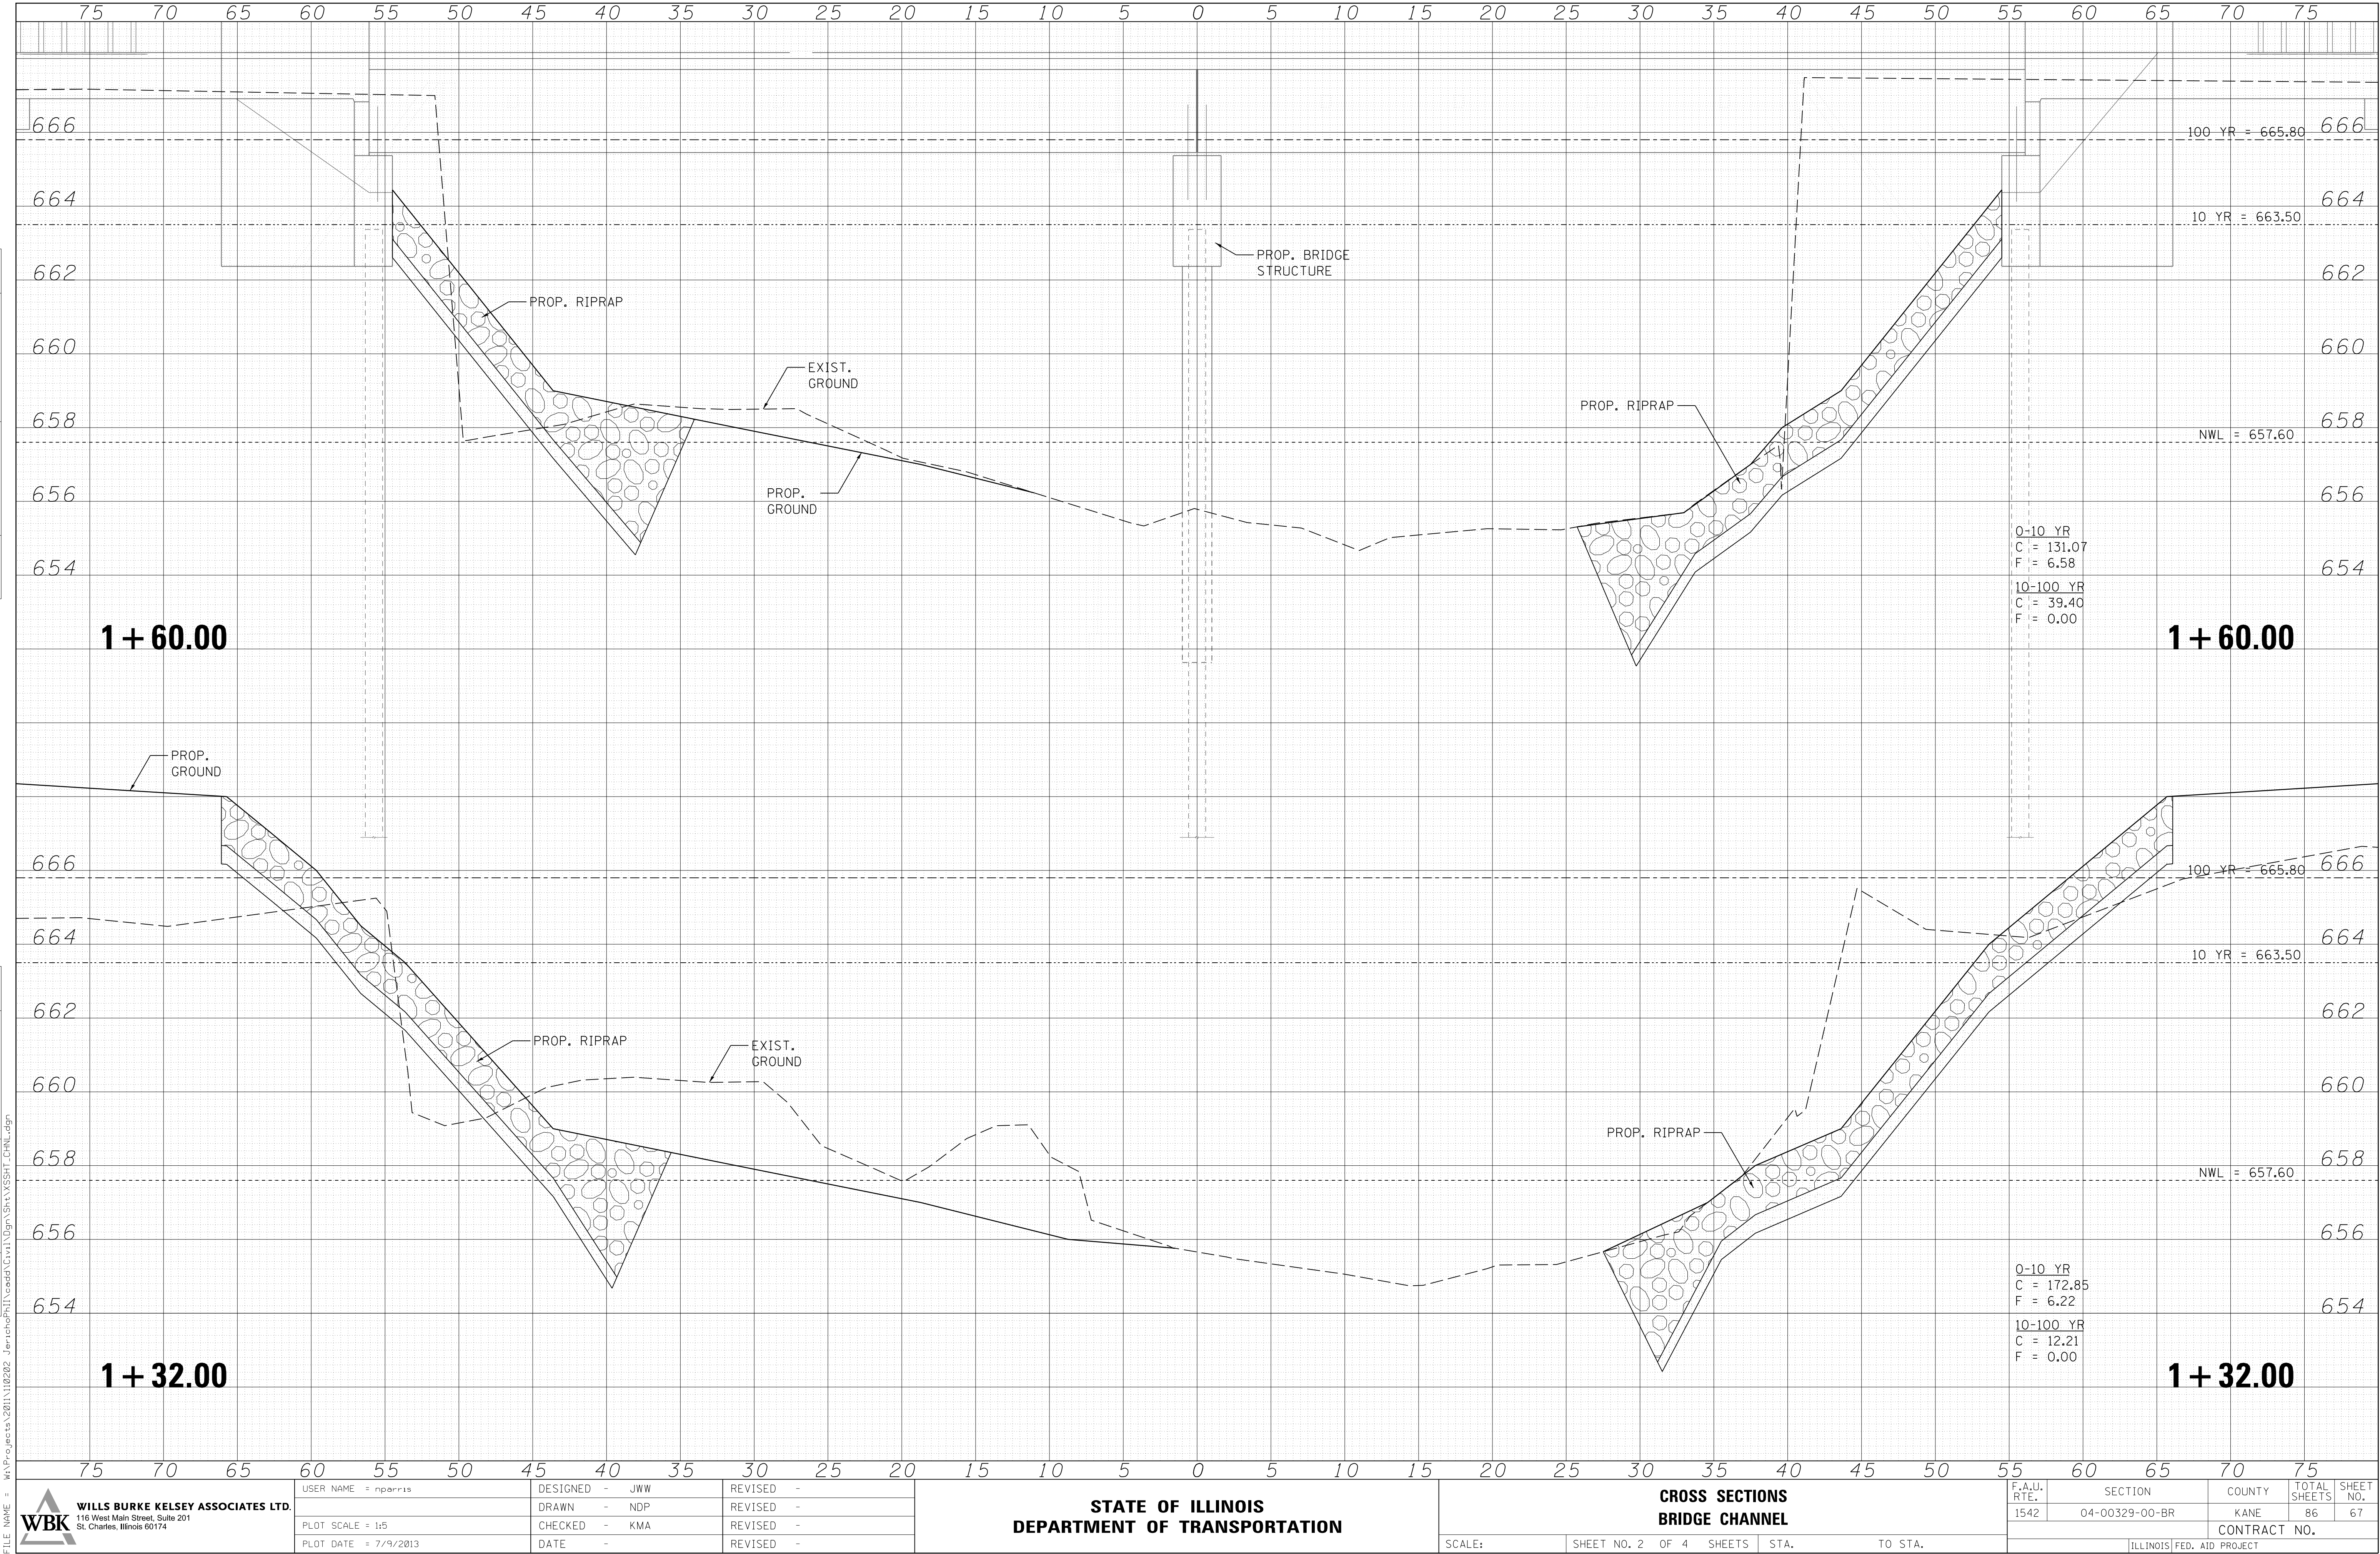 75 70 65 60 55 50 45 40 35 30 25 20 15 10 5 0 5 10 15 20 25 30 35 40 45 50 55 60 65 70 75
666 100 YR = 665.80 666
664 10 YR = 663.50 664
PROP. BRIDGE
STRUCTURE
662 662
PROP. RIPRAP
660 660
EXIST.
GROUND
PROP. RIPRAP
658 658
NWL = 657.60
PROP.
GROUND
656 656
0-10 YR
C = 131.07
F = 6.58
654 654
10-100 YR
C = 39.40
F = 0.00
1+60.00 1+60.00
PROP.
GROUND
666 100 YR = 665.80 666
664 664
10 YR = 663.50
662 662
PROP. RIPRAP
EXIST.
GROUND
660 660
PROP. RIPRAP
658 658
NWL = 657.60
656 656
0-10 YR
C = 172.85
F = 6.22
654 654
10-100 YR
C = 12.21
F = 0.00
1+32.00 1+32.00
75 70 65 60 55 50 45 40 35 30 25 20 15 10 5 0 5 10 15 20 25 30 35 40 45 50 55 60 65 70 75
FILE NAME = W:\Projects\2011\110202 JerichoPhII\cadd\Civil\Dgn\Sht\XSSHT_CHNL.dgn
WBK
WILLS BURKE KELSEY ASSOCIATES LTD.
116 West Main Street, Suite 201
St. Charles, Illinois 60174
USER NAME = nparris
PLOT SCALE = 1:5
PLOT DATE = 7/9/2013
DESIGNED - JWW
DRAWN - NDP
CHECKED - KMA
DATE -
REVISED -
REVISED -
REVISED -
REVISED -
STATE OF ILLINOIS
DEPARTMENT OF TRANSPORTATION
CROSS SECTIONS
BRIDGE CHANNEL
SCALE: SHEET NO. 2 OF 4 SHEETS STA. TO STA.
F.A.U. RTE. SECTION COUNTY TOTAL SHEETS SHEET NO.
1542 04-00329-00-BR KANE 86 67
CONTRACT NO.
ILLINOIS FED. AID PROJECT